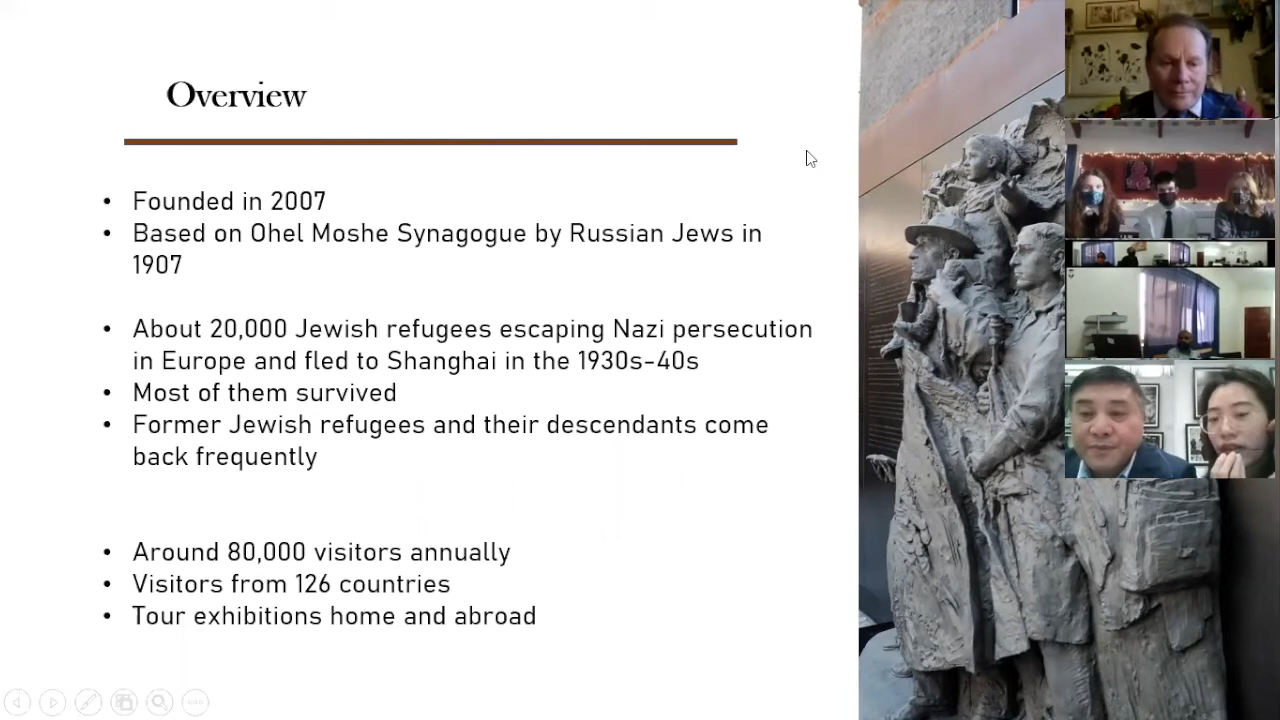 Overview
• Founded in 2007
• Based on Ohel Moshe Synagogue by Russian Jews in
1907
• About 20,000 Jewish refugees escaping Nazi persecution
in Europe and fled to Shanghai in the 1930s-40s
• Most of them survived
• Former Jewish refugees and their descendants come
back frequently
• Around 80,000 visitors annually
• Visitors from 126 countries
• Tour exhibitions home and abroad